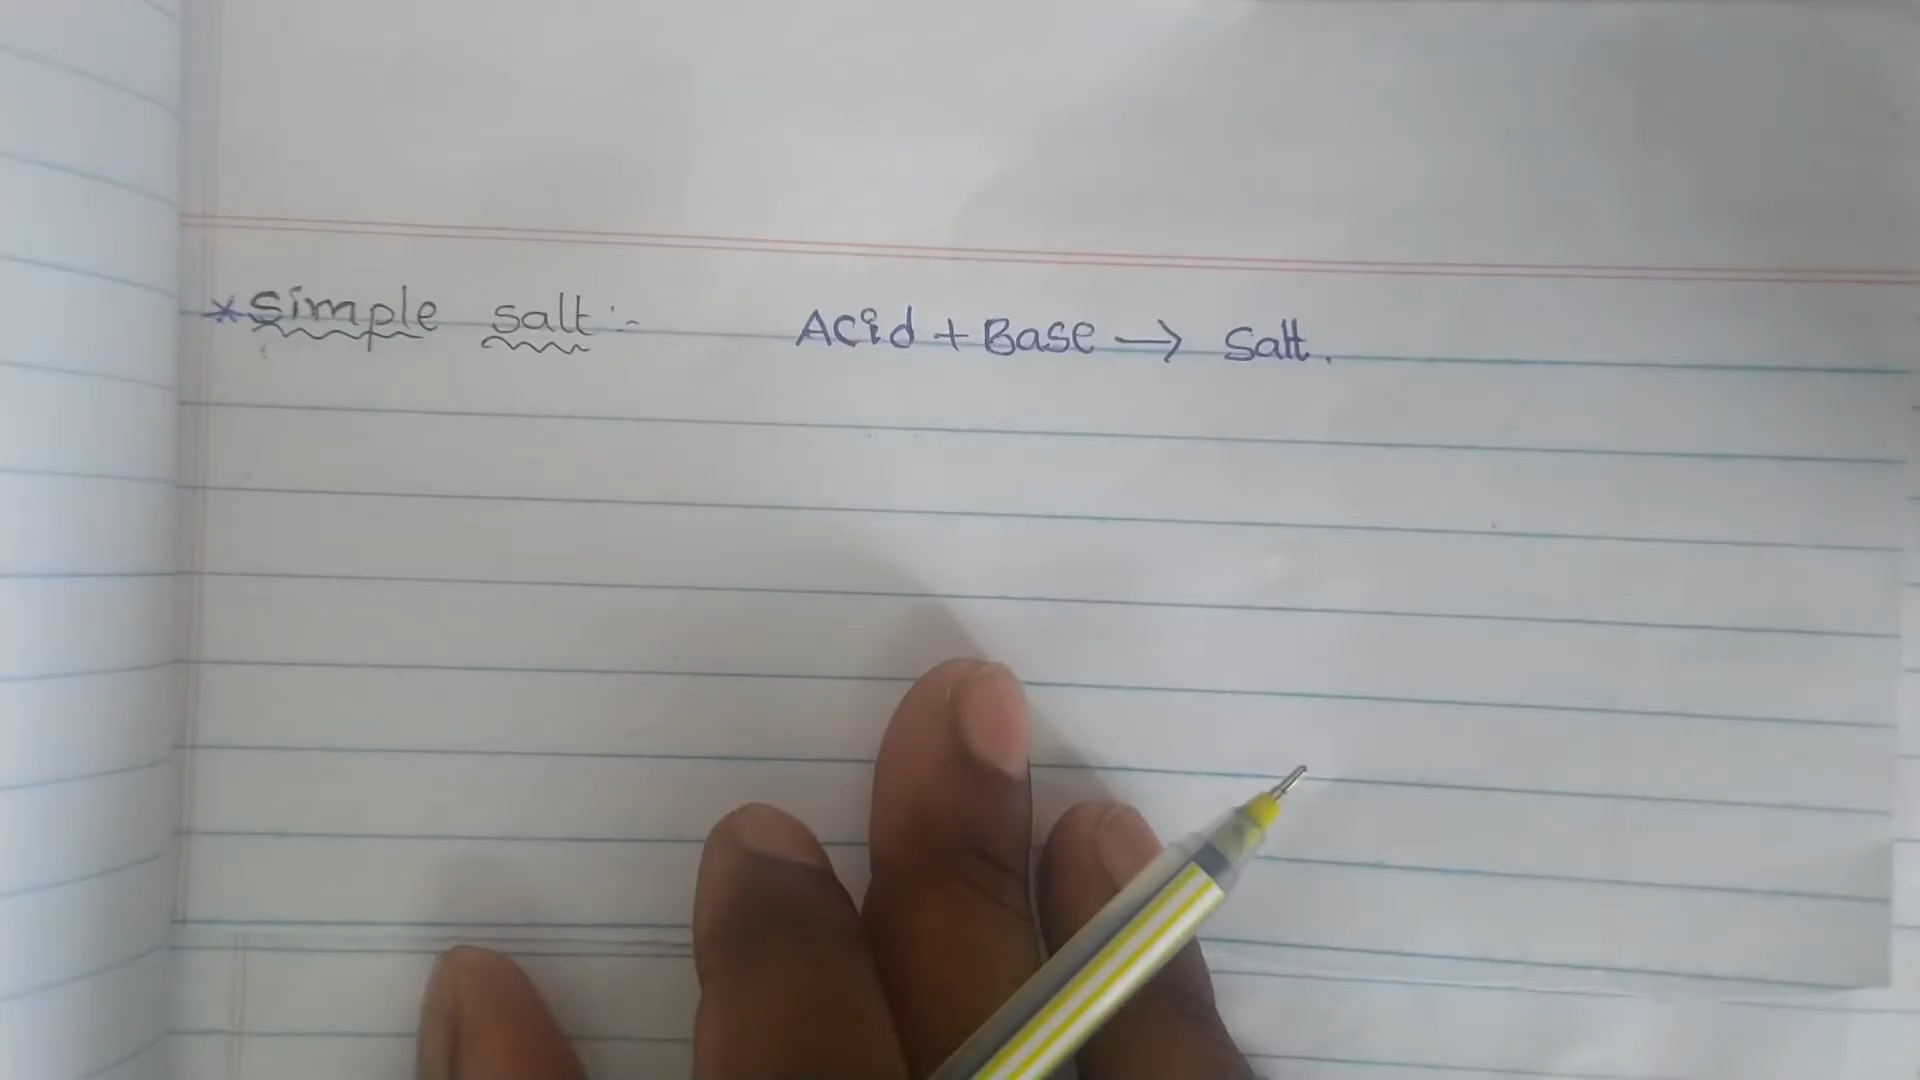 *Simple salt:- Acid + Base → Salt.